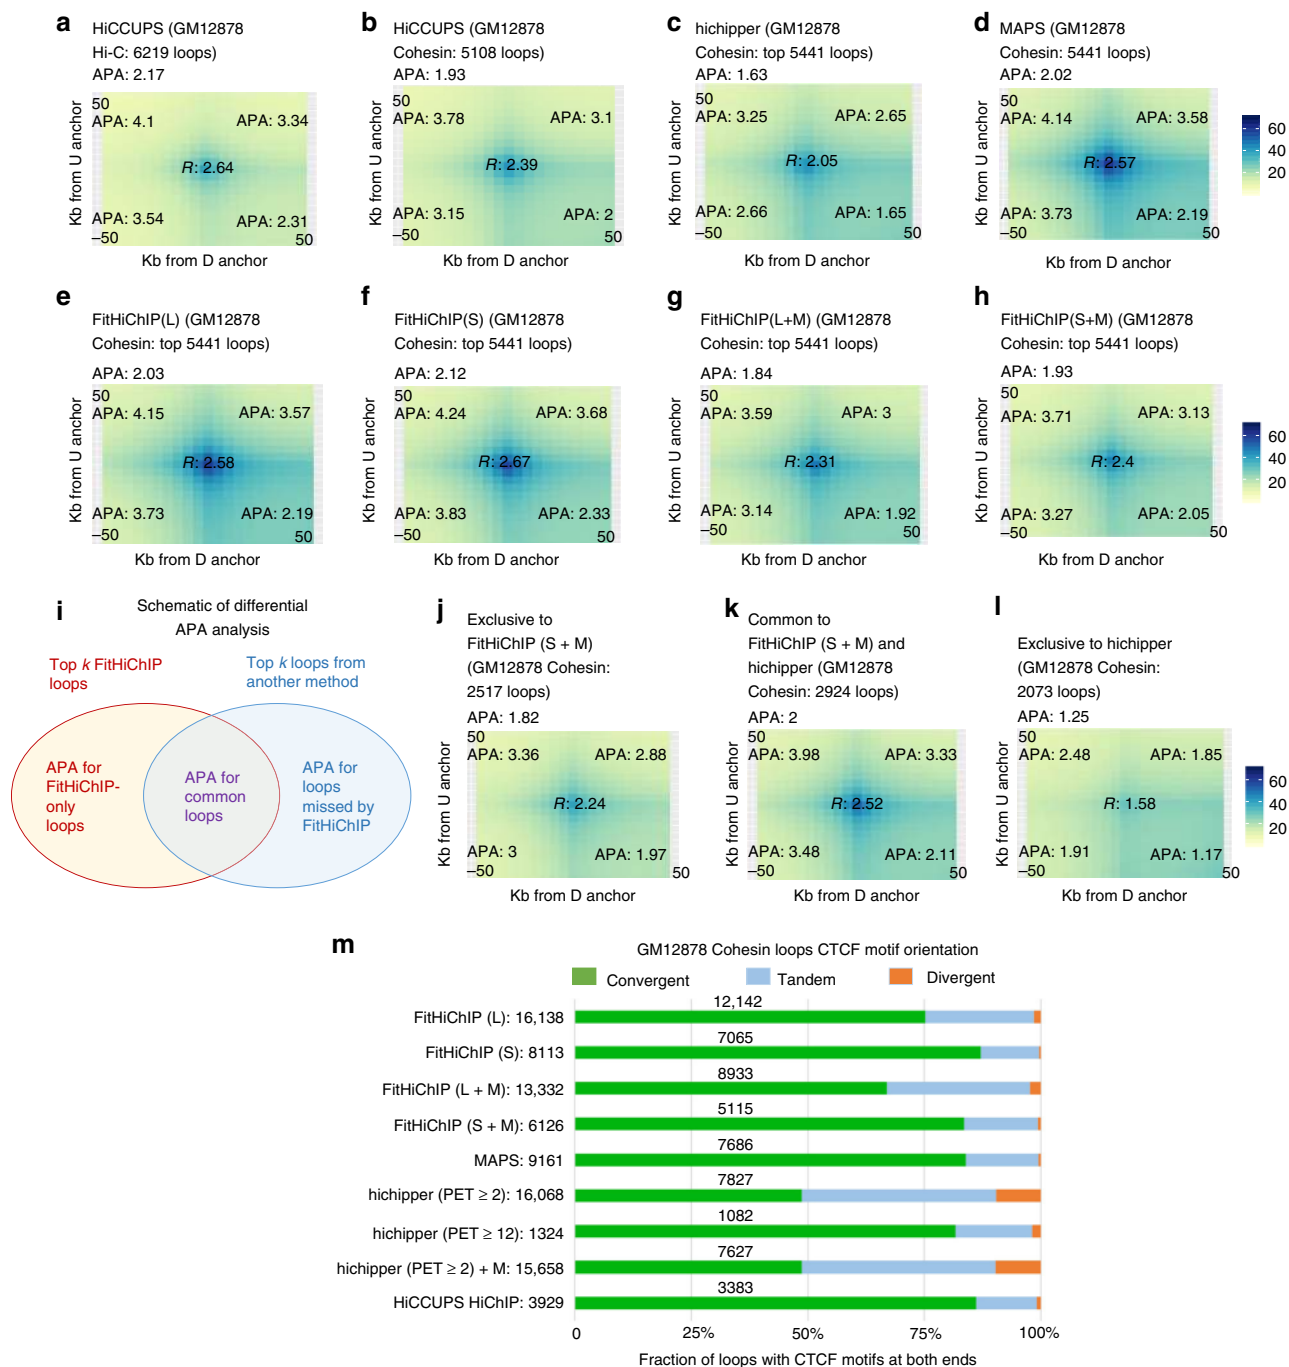 a
HiCCUPS (GM12878
Hi-C: 6219 loops)
APA: 2.17
50
APA: 4.1
APA: 3.34
R: 2.64
APA: 3.54
APA: 2.31
–50
50
Kb from U anchor
Kb from D anchor
b
HiCCUPS (GM12878
Cohesin: 5108 loops)
APA: 1.93
50
APA: 3.78
APA: 3.1
R: 2.39
APA: 3.15
APA: 2
–50
50
Kb from U anchor
Kb from D anchor
c
hichipper (GM12878
Cohesin: top 5441 loops)
APA: 1.63
50
APA: 3.25
APA: 2.65
R: 2.05
APA: 2.66
APA: 1.65
–50
50
Kb from U anchor
Kb from D anchor
d
MAPS (GM12878
Cohesin: 5441 loops)
APA: 2.02
50
APA: 4.14
APA: 3.58
R: 2.57
APA: 3.73
APA: 2.19
–50
50
Kb from U anchor
Kb from D anchor
60
40
20
e
FitHiChIP(L) (GM12878
Cohesin: top 5441 loops)
APA: 2.03
50
APA: 4.15
APA: 3.57
R: 2.58
APA: 3.73
APA: 2.19
–50
50
Kb from U anchor
Kb from D anchor
f
FitHiChIP(S) (GM12878
Cohesin: top 5441 loops)
APA: 2.12
50
APA: 4.24
APA: 3.68
R: 2.67
APA: 3.83
APA: 2.33
–50
50
Kb from U anchor
Kb from D anchor
g
FitHiChIP(L+M) (GM12878
Cohesin: top 5441 loops)
APA: 1.84
50
APA: 3.59
APA: 3
R: 2.31
APA: 3.14
APA: 1.92
–50
50
Kb from U anchor
Kb from D anchor
h
FitHiChIP(S+M) (GM12878
Cohesin: top 5441 loops)
APA: 1.93
50
APA: 3.71
APA: 3.13
R: 2.4
APA: 3.27
APA: 2.05
–50
50
Kb from U anchor
Kb from D anchor
60
40
20
i
Schematic of differential
APA analysis
Top k FitHiChIP
loops
Top k loops from
another method
APA for
FitHiChIP-
only
loops
APA for
common
loops
APA for
loops
missed by
FitHiChIP
j
Exclusive to
FitHiChIP (S + M)
(GM12878 Cohesin:
2517 loops)
APA: 1.82
50
APA: 3.36
APA: 2.88
R: 2.24
APA: 3
APA: 1.97
–50
50
Kb from U anchor
Kb from D anchor
k
Common to
FitHiChIP (S + M) and
hichipper (GM12878
Cohesin: 2924 loops)
APA: 2
50
APA: 3.98
APA: 3.33
R: 2.52
APA: 3.48
APA: 2.11
–50
50
Kb from U anchor
Kb from D anchor
l
Exclusive to hichipper
(GM12878 Cohesin:
2073 loops)
APA: 1.25
50
APA: 2.48
APA: 1.85
R: 1.58
APA: 1.91
APA: 1.17
–50
50
Kb from U anchor
Kb from D anchor
60
40
20
m
GM12878 Cohesin loops CTCF motif orientation
Convergent
Tandem
Divergent
12,142
FitHiChIP (L): 16,138
7065
FitHiChIP (S): 8113
8933
FitHiChIP (L + M): 13,332
5115
FitHiChIP (S + M): 6126
7686
MAPS: 9161
7827
hichipper (PET ≥ 2): 16,068
1082
hichipper (PET ≥ 12): 1324
7627
hichipper (PET ≥ 2) + M: 15,658
3383
HiCCUPS HiChIP: 3929
0
25%
50%
75%
100%
Fraction of loops with CTCF motifs at both ends